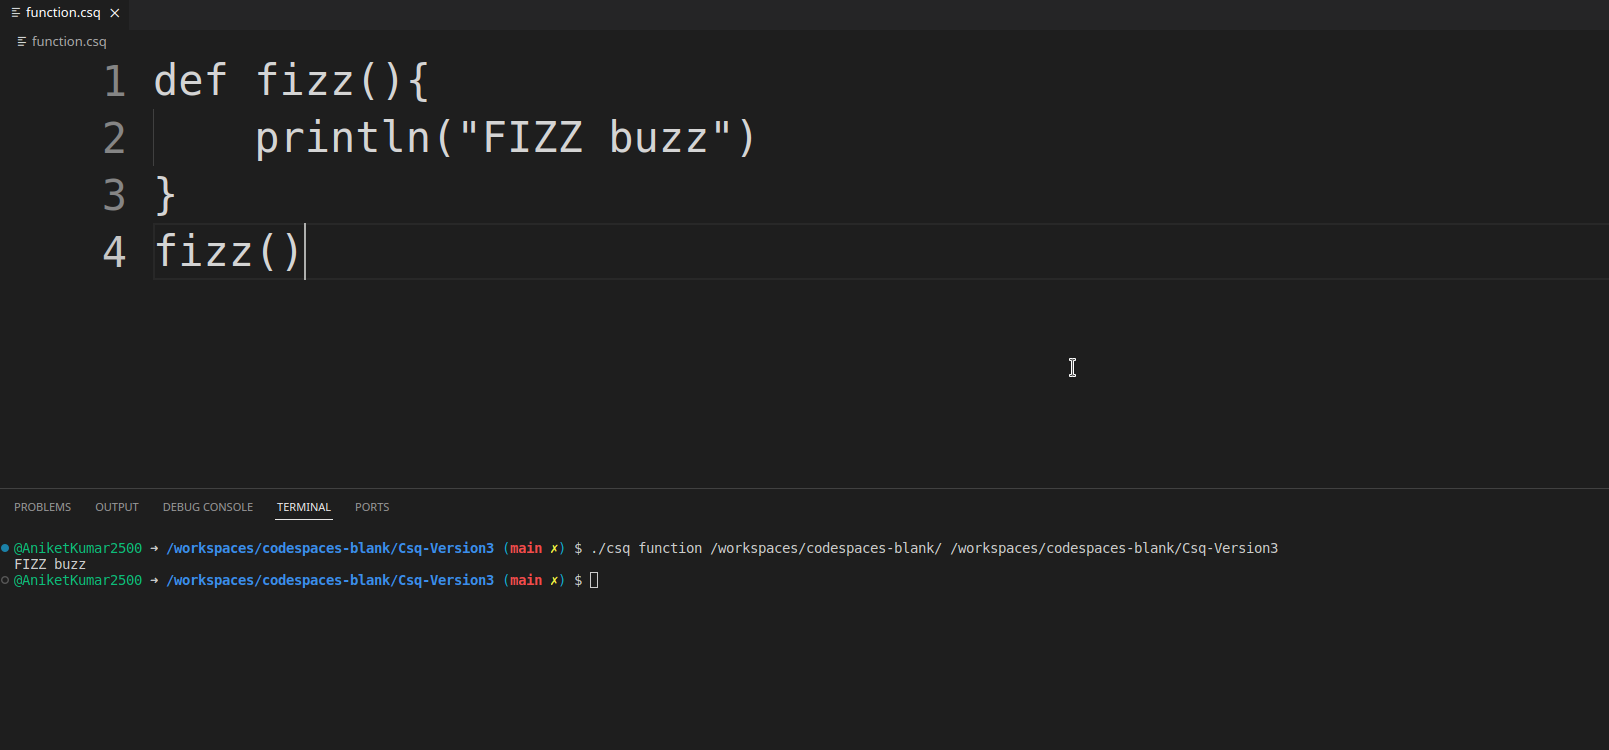 function.csq
function.csq
1 def fizz(){
2     println("FIZZ buzz")
3 }
4 fizz()
PROBLEMS OUTPUT DEBUG CONSOLE TERMINAL PORTS
@AniketKumar2500 ➜ /workspaces/codespaces-blank/Csq-Version3 (main ✗) $ ./csq function /workspaces/codespaces-blank/ /workspaces/codespaces-blank/Csq-Version3
FIZZ buzz
@AniketKumar2500 ➜ /workspaces/codespaces-blank/Csq-Version3 (main ✗) $